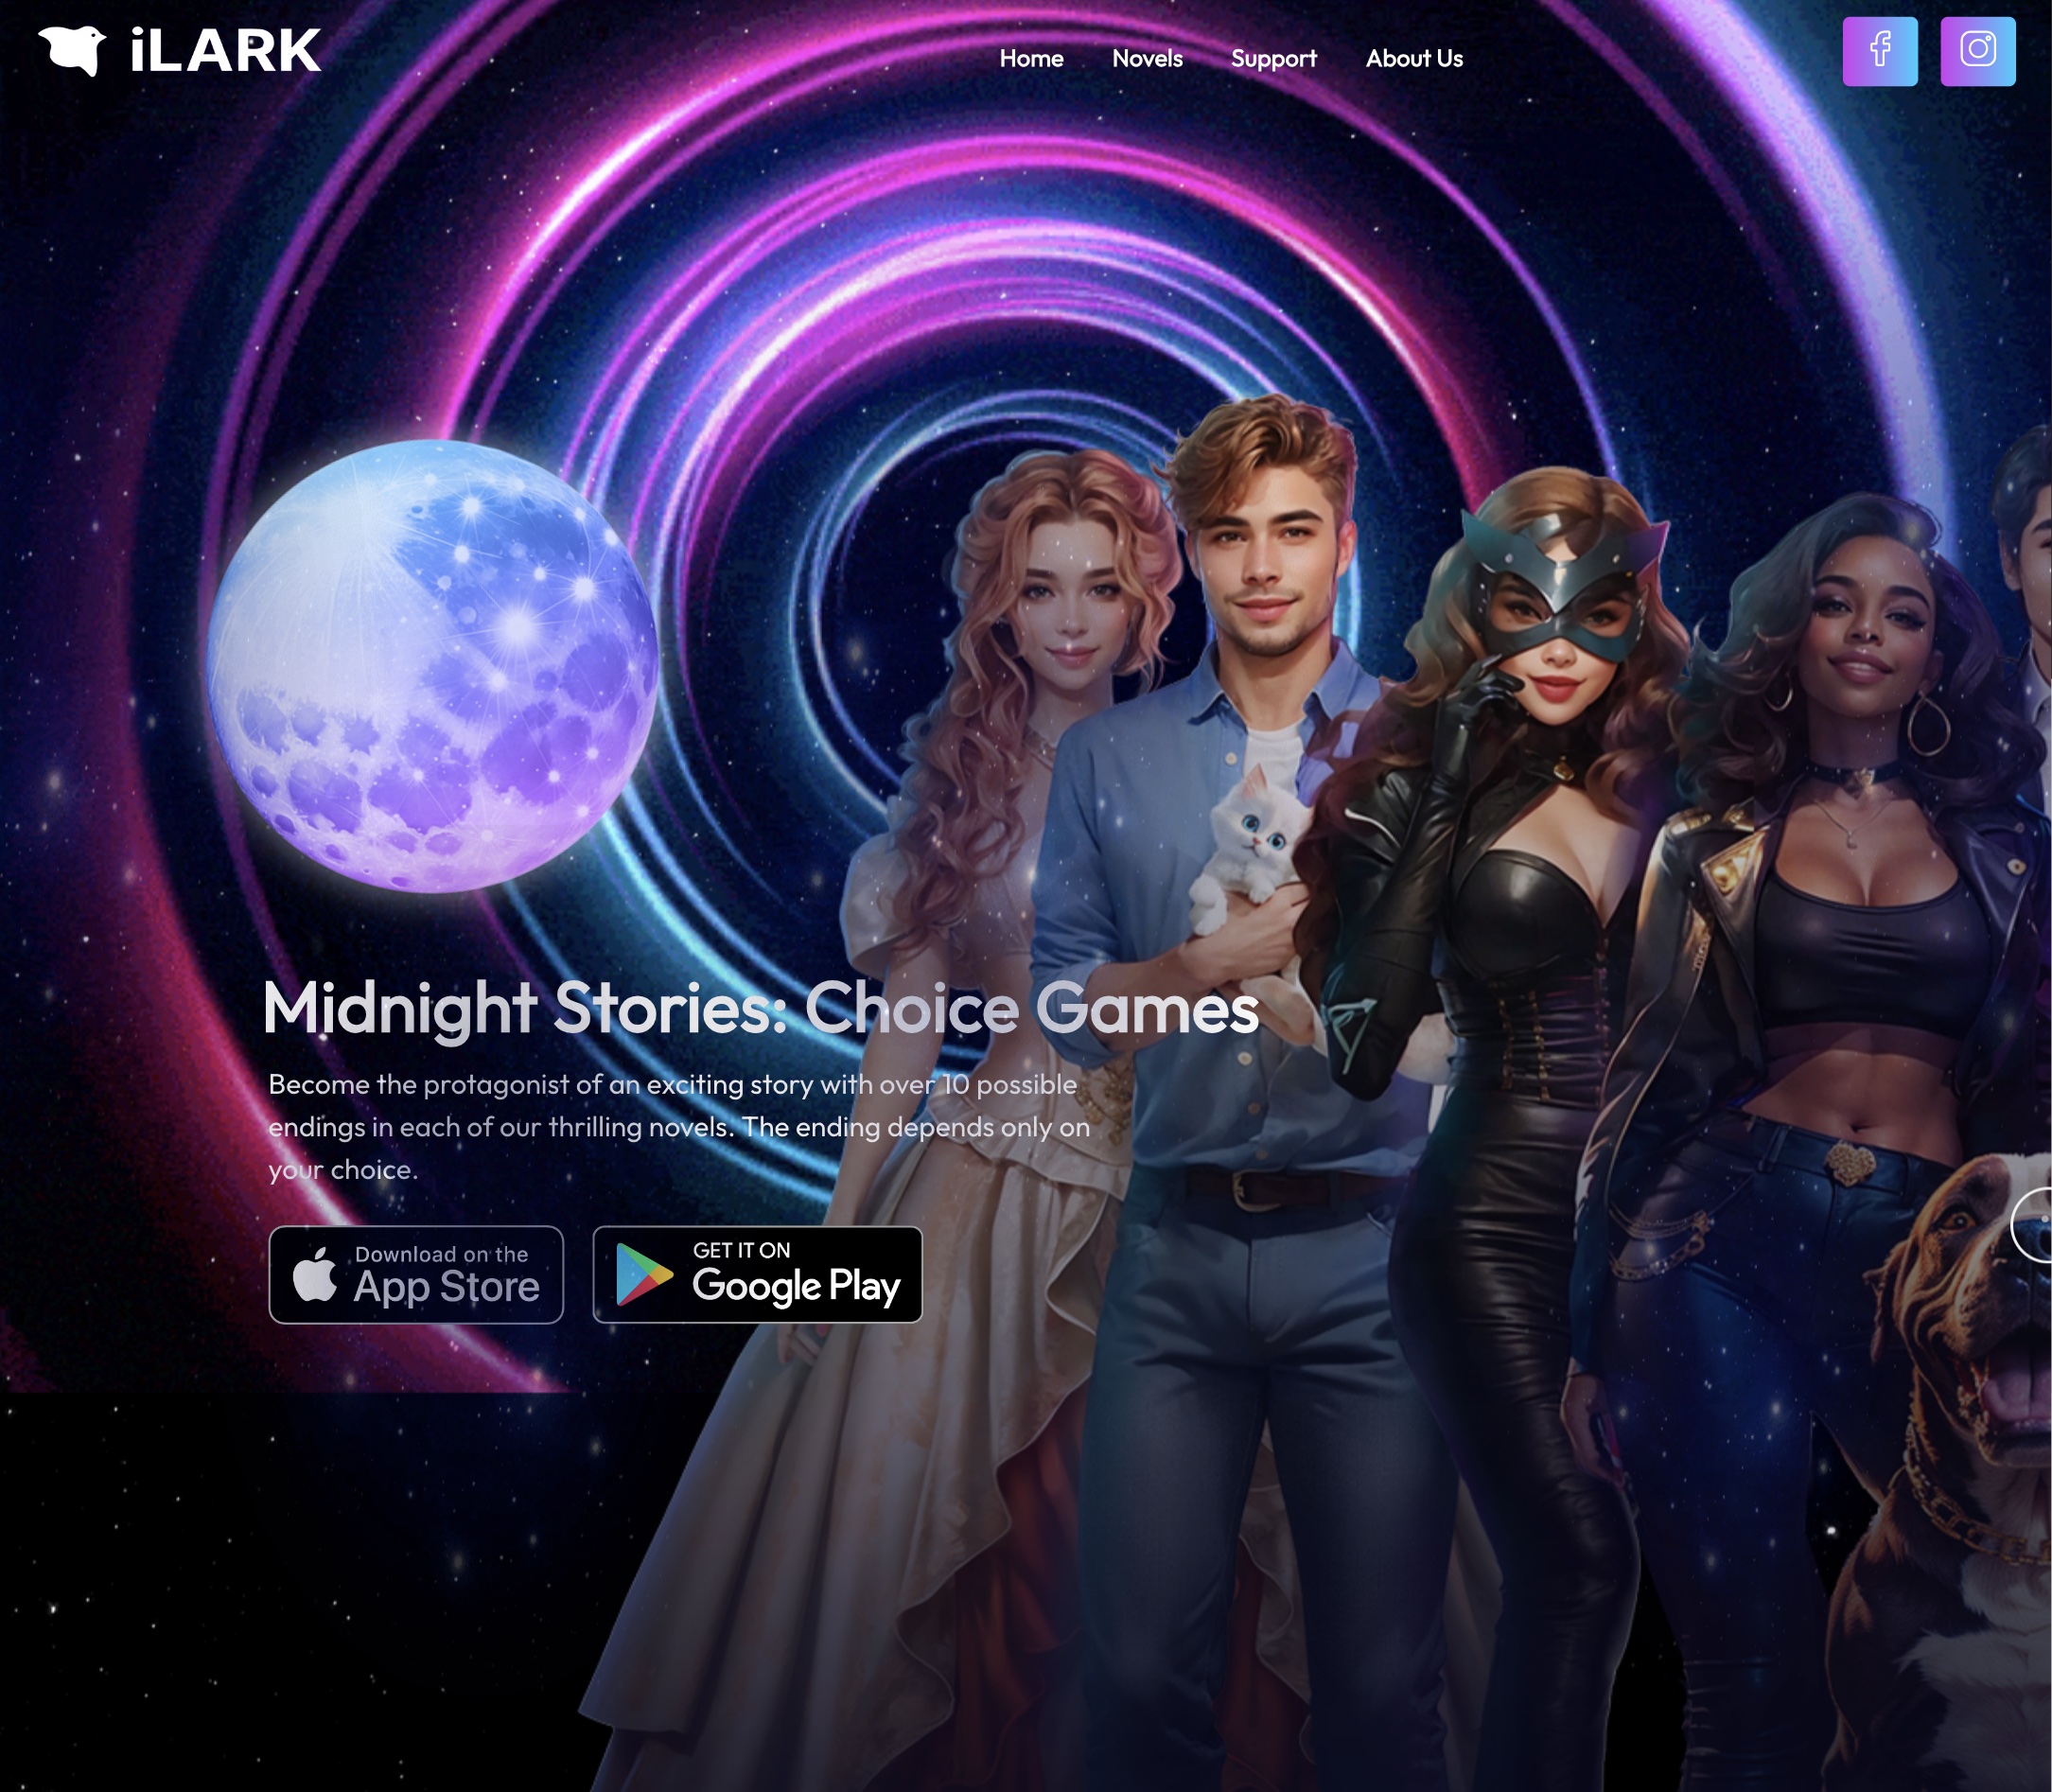 iLARK
Home
Novels
Support
About Us
Midnight Stories: Choice Games
Become the protagonist of an exciting story with over 10 possible
endings in each of our thrilling novels. The ending depends only on
your choice.
Download on the
App Store
GET IT ON
Google Play